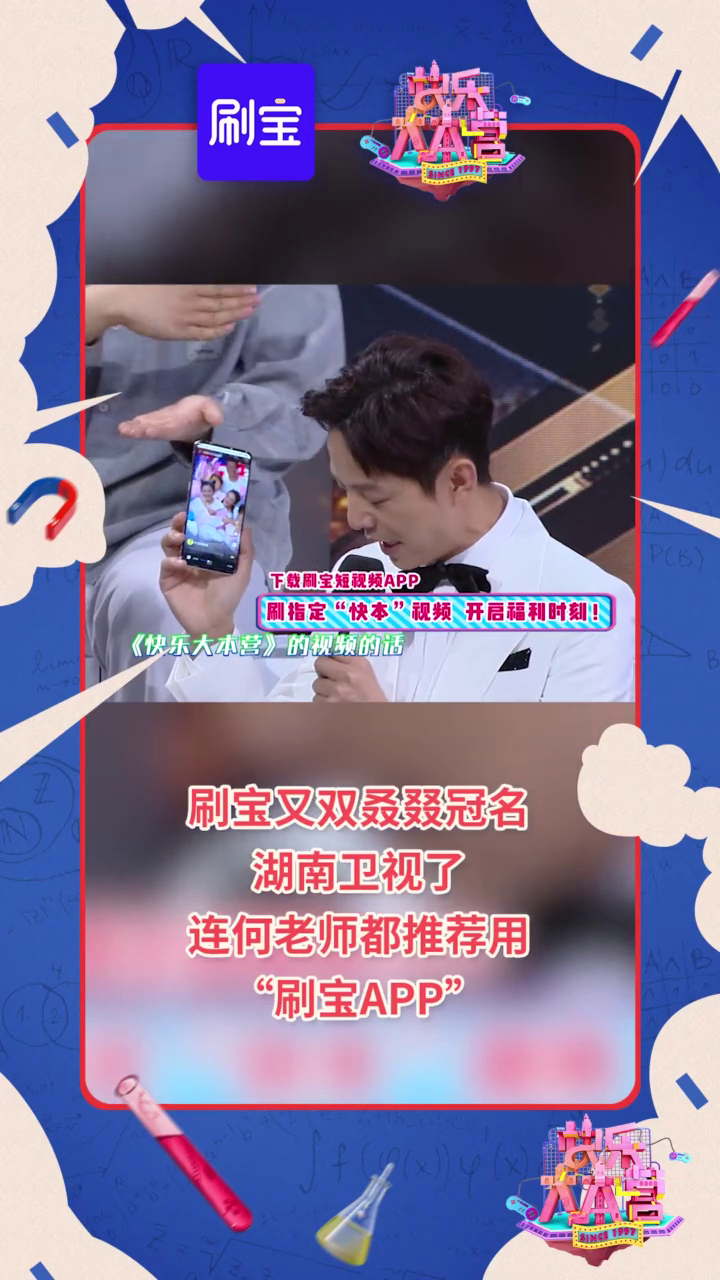 刷宝
快乐
大本营
SINCE 1997
下载刷宝短视频APP
刷指定“快本”视频 开启福利时刻！
《快乐大本营》的视频的话
刷宝又双叒叕冠名
湖南卫视了
连何老师都推荐用
“刷宝APP”
快乐
大本营
SINCE 1997